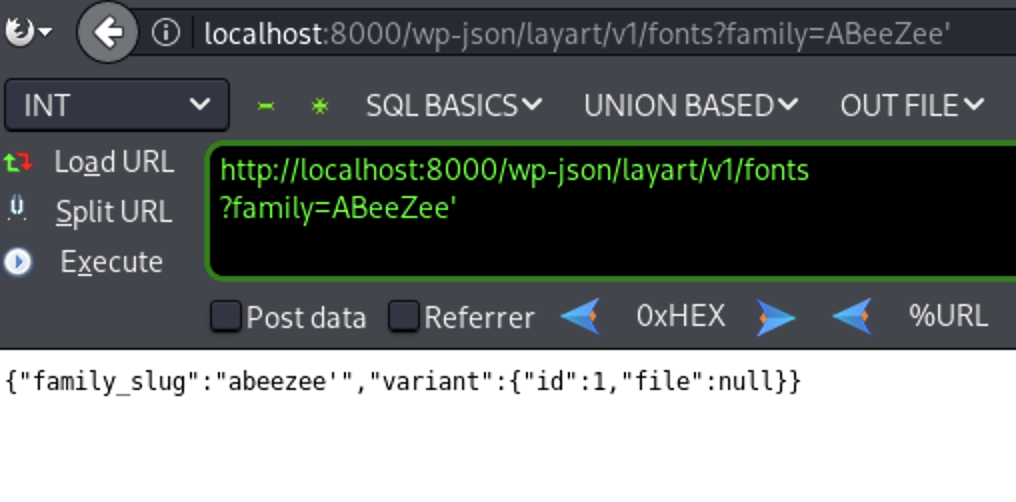 localhost:8000/wp-json/layart/v1/fonts?family=ABeeZee'
INT SQL BASICS UNION BASED OUT FILE
Load URL
Split URL
Execute
http://localhost:8000/wp-json/layart/v1/fonts
?family=ABeeZee'
Post data Referrer 0xHEX %URL
{"family_slug":"abeezee'","variant":{"id":1,"file":null}}